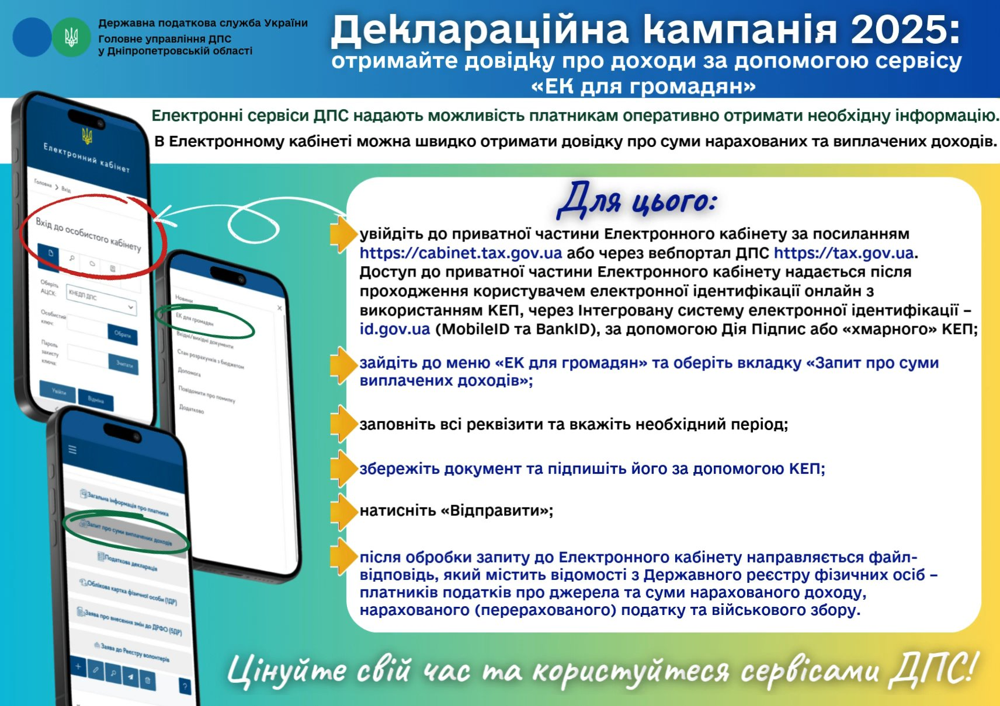 Державна податкова служба України
Головне управління ДПС
у Дніпропетровській області
Деклараційна кампанія 2025:
отримайте довідку про доходи за допомогою сервісу
«ЕК для громадян»
Електронні сервіси ДПС надають можливість платникам оперативно отримати необхідну інформацію.
В Електронному кабінеті можна швидко отримати довідку про суми нарахованих та виплачених доходів.
Електронний кабінет
Головна > Вхід
Вхід до особистого кабінету
Оберіть
АЦСК:
КНЕДП ДПС
Особистий
ключ:
Обрати
Пароль
захисту
ключа:
Зчитати
Увійти
Відміна
Новини
ЕК для громадян
Вхідні/вихідні документи
Стан розрахунків з бюджетом
Допомога
Повідомити про помилку
Додатково
Загальна інформація про платника
Запит про суми виплачених доходів
Податкова декларація
Облікова картка фізичної особи (1ДР)
Заява про внесення змін до ДРФО (5ДР)
Заява до Реєстру волонтерів
?
Для цього:
увійдіть до приватної частини Електронного кабінету за посиланням
https://cabinet.tax.gov.ua або через вебпортал ДПС https://tax.gov.ua.
Доступ до приватної частини Електронного кабінету надається після
проходження користувачем електронної ідентифікації онлайн з
використанням КЕП, через Інтегровану систему електронної ідентифікації –
id.gov.ua (MobileID та BankID), за допомогою Дія Підпис або «хмарного» КЕП;
зайдіть до меню «ЕК для громадян» та оберіть вкладку «Запит про суми
виплачених доходів»;
заповніть всі реквізити та вкажіть необхідний період;
збережіть документ та підпишіть його за допомогою КЕП;
натисніть «Відправити»;
після обробки запиту до Електронного кабінету направляється файл-
відповідь, який містить відомості з Державного реєстру фізичних осіб –
платників податків про джерела та суми нарахованого доходу,
нарахованого (перерахованого) податку та військового збору.
Цінуйте свій час та користуйтеся сервісами ДПС!